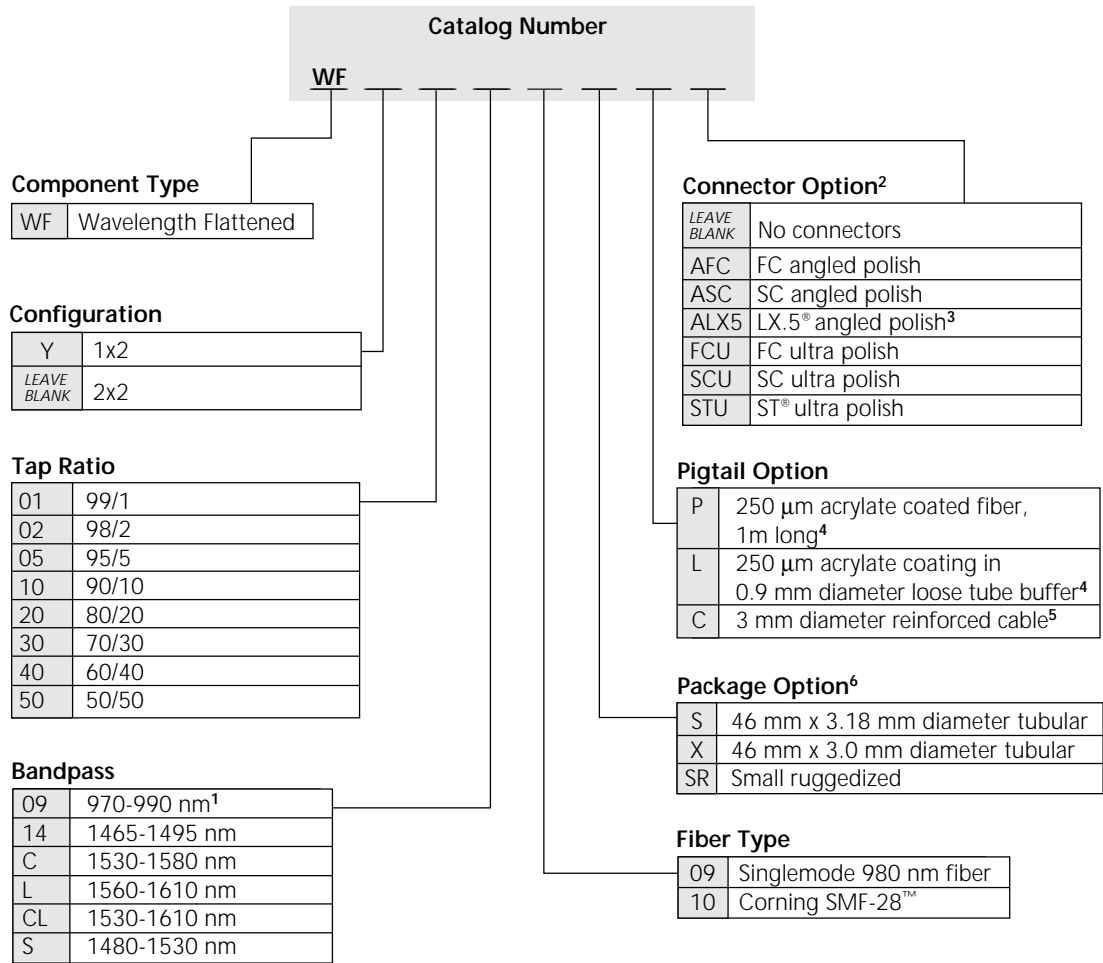 Catalog Number
WF
Component Type
WF Wavelength Flattened
Configuration
Y 1x2
LEAVE BLANK 2x2
Tap Ratio
01 99/1
02 98/2
05 95/5
10 90/10
20 80/20
30 70/30
40 60/40
50 50/50
Bandpass
09 970-990 nm¹
14 1465-1495 nm
C 1530-1580 nm
L 1560-1610 nm
CL 1530-1610 nm
S 1480-1530 nm
Connector Option²
LEAVE BLANK No connectors
AFC FC angled polish
ASC SC angled polish
ALX5 LX.5® angled polish³
FCU FC ultra polish
SCU SC ultra polish
STU ST® ultra polish
Pigtail Option
P 250 μm acrylate coated fiber,
1m long⁴
L 250 μm acrylate coating in
0.9 mm diameter loose tube buffer⁴
C 3 mm diameter reinforced cable⁵
Package Option⁶
S 46 mm x 3.18 mm diameter tubular
X 46 mm x 3.0 mm diameter tubular
SR Small ruggedized
Fiber Type
09 Singlemode 980 nm fiber
10 Corning SMF-28™